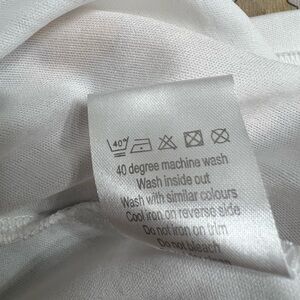 40°
40 degree machine wash
Wash inside out
Wash with similar colours
Cool iron on reverse side
Do not iron on trim
Do not bleach